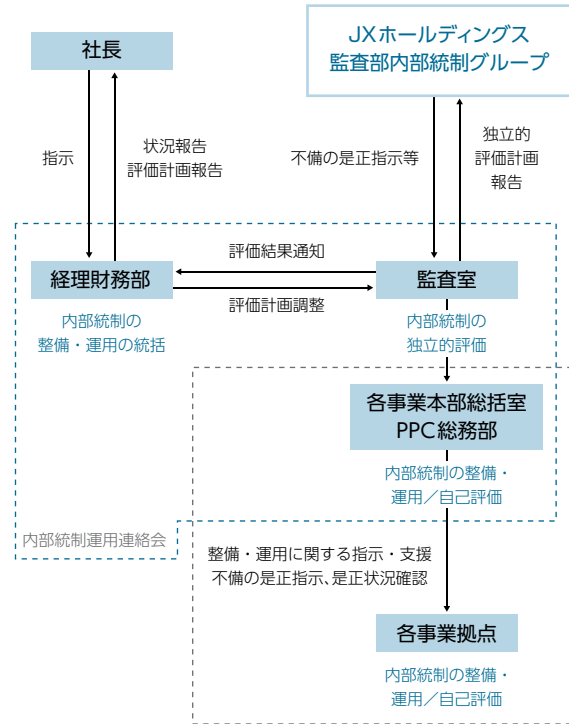 社長
JXホールディングス
監査部内部統制グループ
指示
状況報告
評価計画報告
不備の是正指示等
独立的
評価計画
報告
経理財務部
評価結果通知
評価計画調整
監査室
内部統制の
整備・運用の統括
内部統制の
独立的評価
各事業本部総括室
PPC総務部
内部統制の整備・
運用／自己評価
内部統制運用連絡会
整備・運用に関する指示・支援
不備の是正指示、是正状況確認
各事業拠点
内部統制の整備・
運用／自己評価